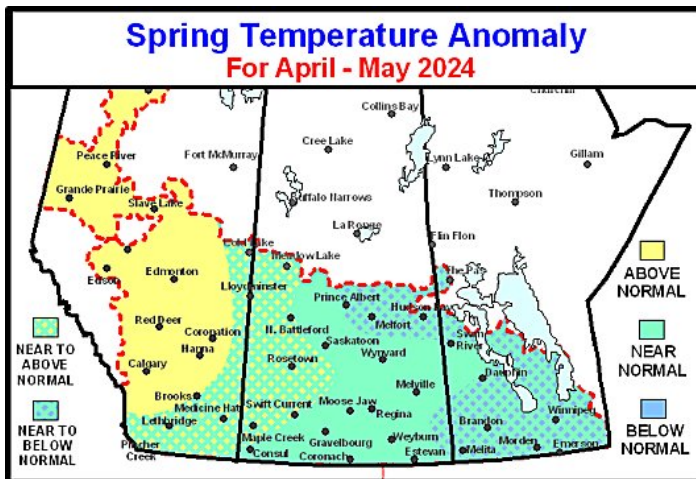 Spring Temperature Anomaly
For April - May 2024
Collins Bay
Peace River
Fort McMurray
Cree Lake
Lynn Lake
Gillam
Grande Prairie
Slave Lake
Buffalo Narrows
Thompson
La Ronge
Flin Flon
Cold Lake
Meadow Lake
Edson
Edmonton
Lloydminster
The Pas
Prince Albert
Hudson Bay
Red Deer
Coronation
N. Battleford
Melfort
Swan
River
Hanna
Saskatoon
Calgary
Rosetown
Wynyard
Dauphin
Brooks
Melville
Medicine Hat
Swift Current
Moose Jaw
Regina
Winnipeg
Lethbridge
Brandon
Pincher
Creek
Maple Creek
Gravelbourg
Weyburn
Morden
Emerson
Consul
Coronach
Estevan
Melita
NEAR TO
ABOVE
NORMAL
NEAR TO
BELOW
NORMAL
ABOVE
NORMAL
NEAR
NORMAL
BELOW
NORMAL